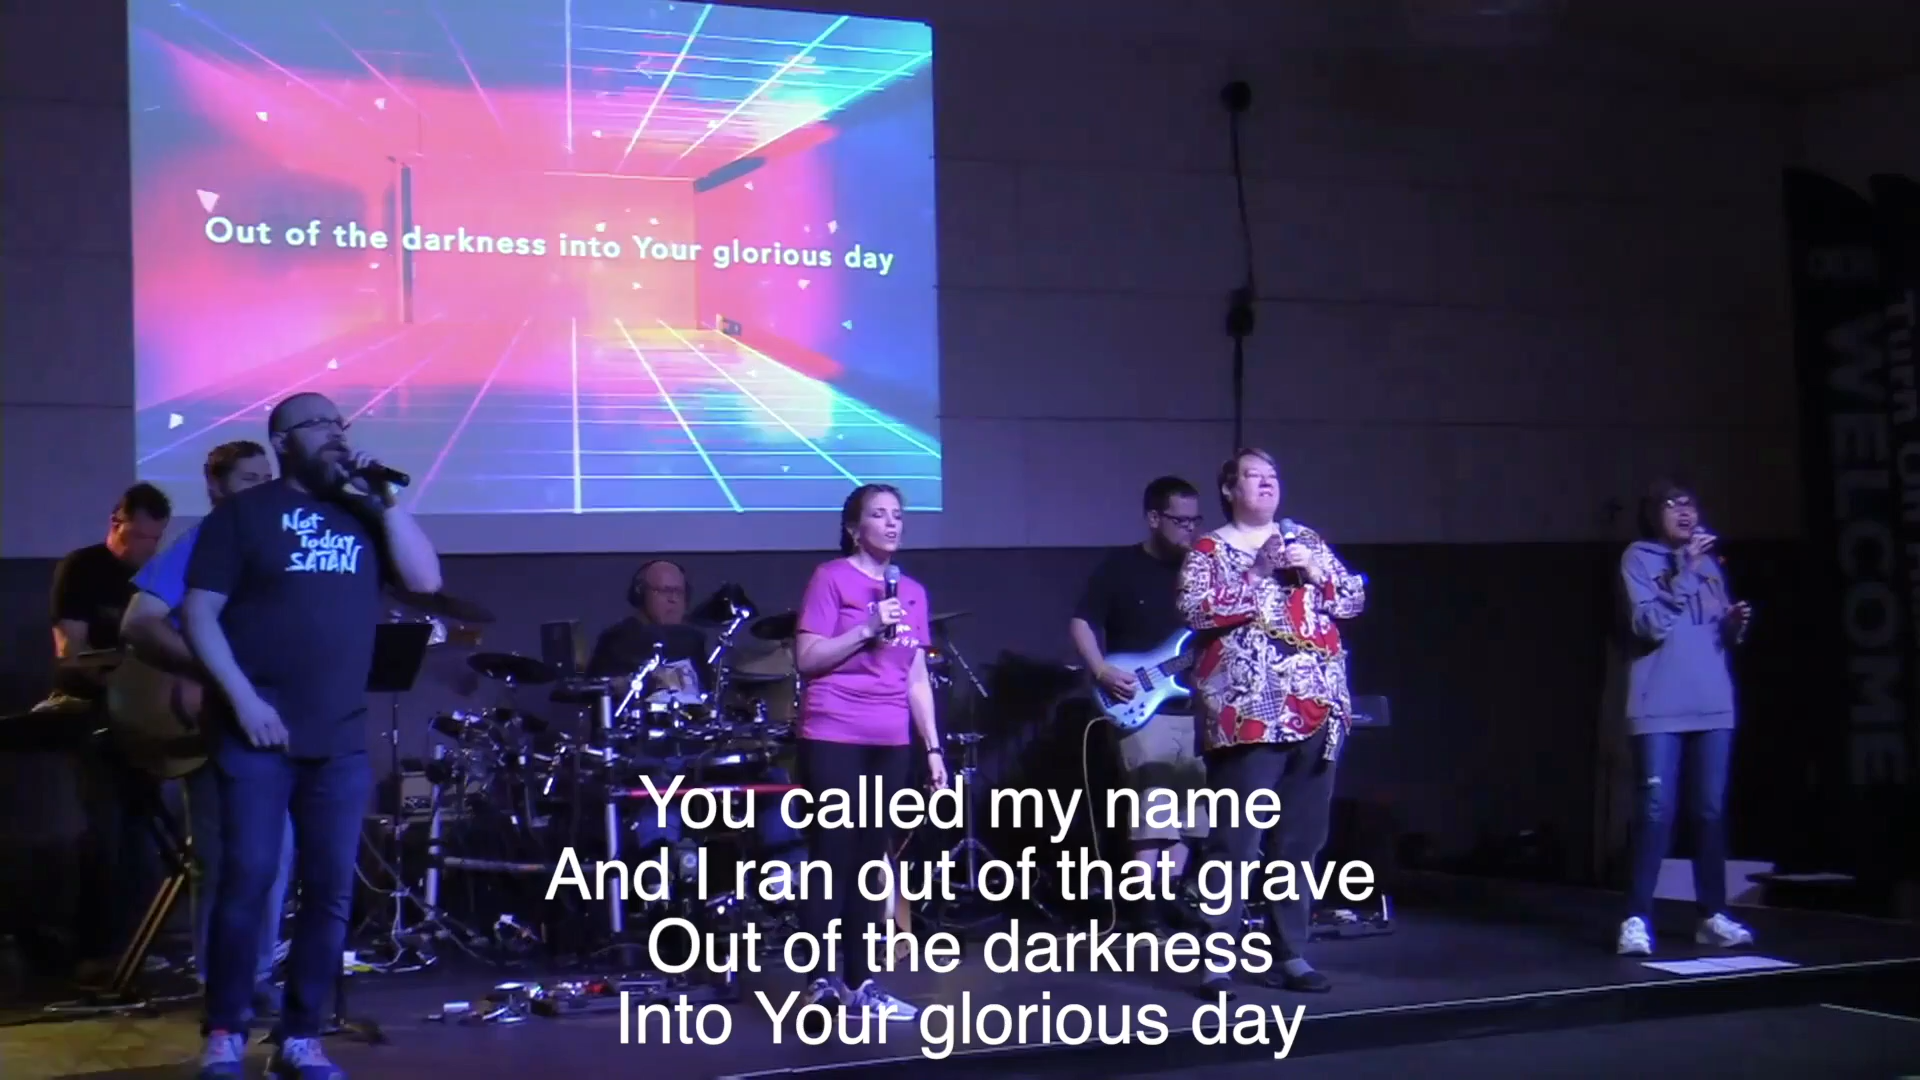 Out of the darkness into Your glorious day
Not
Today
SATAN
WELCOME
You called my name
And I ran out of that grave
Out of the darkness
Into Your glorious day